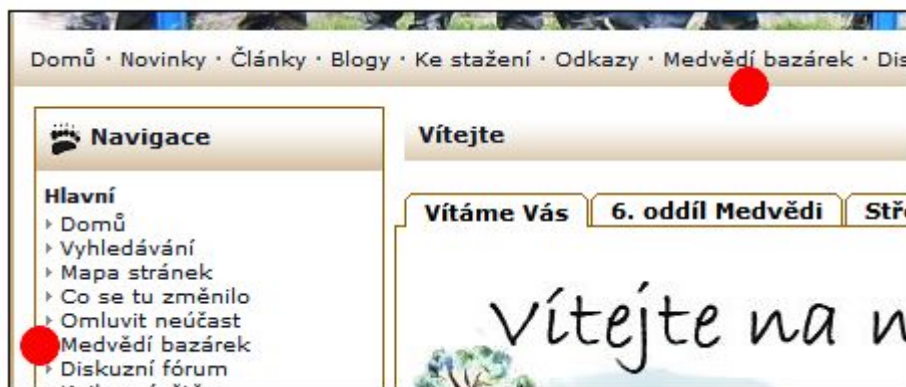 Domů · Novinky · Články · Blogy · Ke stažení · Odkazy · Medvědí bazárek ·
Navigace
Vítejte
Hlavní
Domů
Vyhledávání
Mapa stránek
Co se tu změnilo
Omluvit neúčast
Medvědí bazárek
Diskuzní fórum
Vítáme Vás
6. oddíl Medvědi
Vítejte na